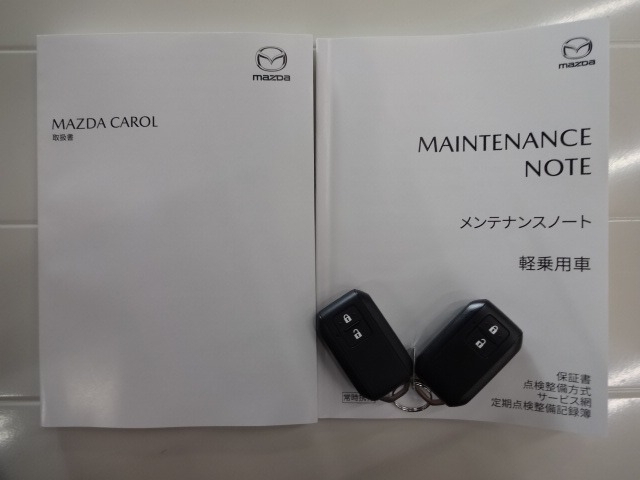 mazda
MAZDA CAROL
取扱書
mazda
MAINTENANCE
NOTE
メンテナンスノート
軽乗用車
保証書
点検整備方式
サービス網
定期点検整備記録簿